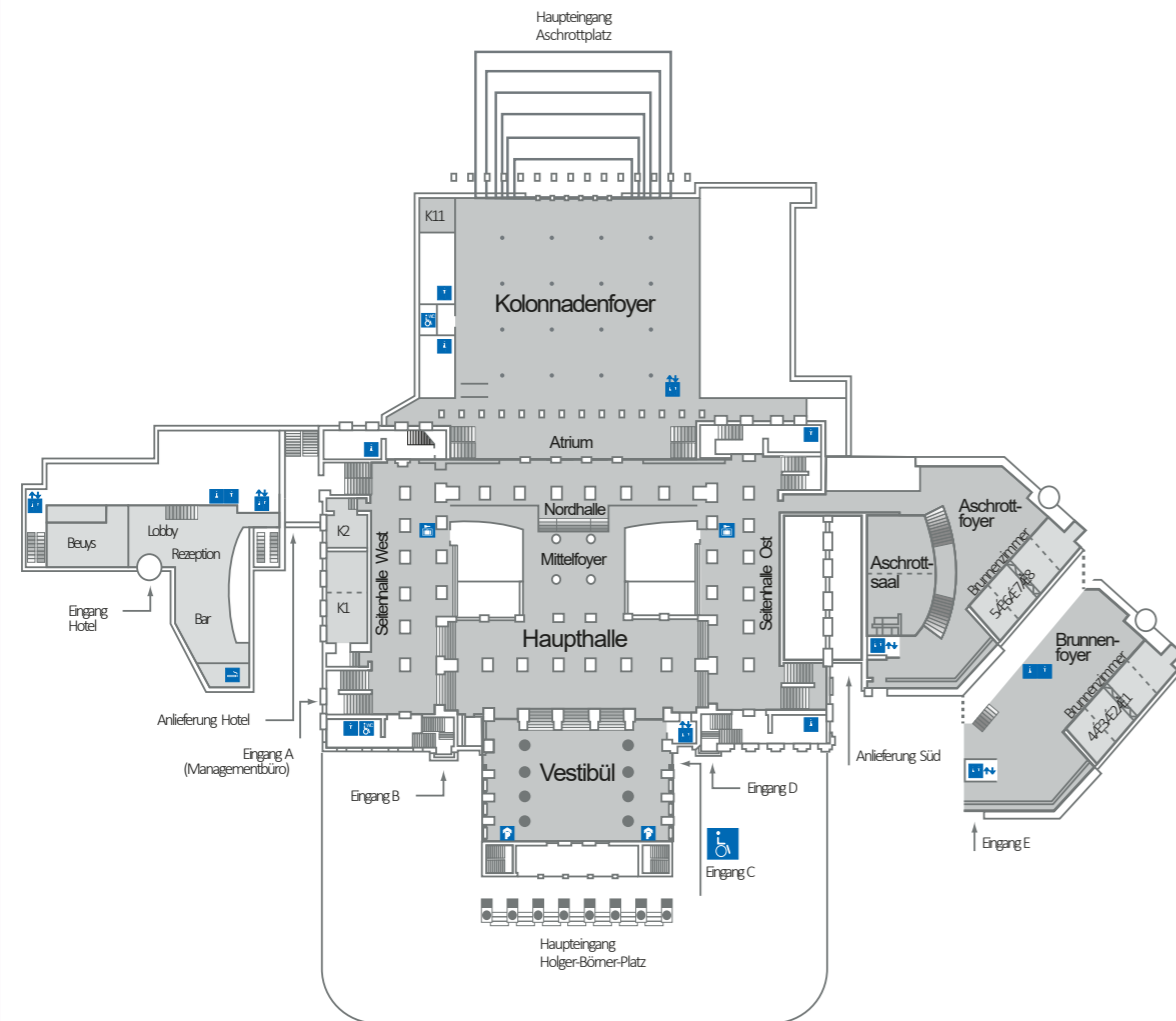 Haupteingang
Aschrottplatz
K11
Kolonnadenfoyer
Atrium
Nordhalle
Mittelfoyer
Haupthalle
Seitenhalle West
Seitenhalle Ost
K2
K1
Beuys
Lobby
Rezeption
Bar
Eingang
Hotel
Anlieferung Hotel
Eingang A
(Managementbüro)
Eingang B
Vestibül
Eingang D
Eingang C
Haupteingang
Holger-Börner-Platz
Anlieferung Süd
Aschrott-
foyer
Aschrott-
saal
Brunnenzimmer
Brunnen-
foyer
Brunnenzimmer
Eingang E